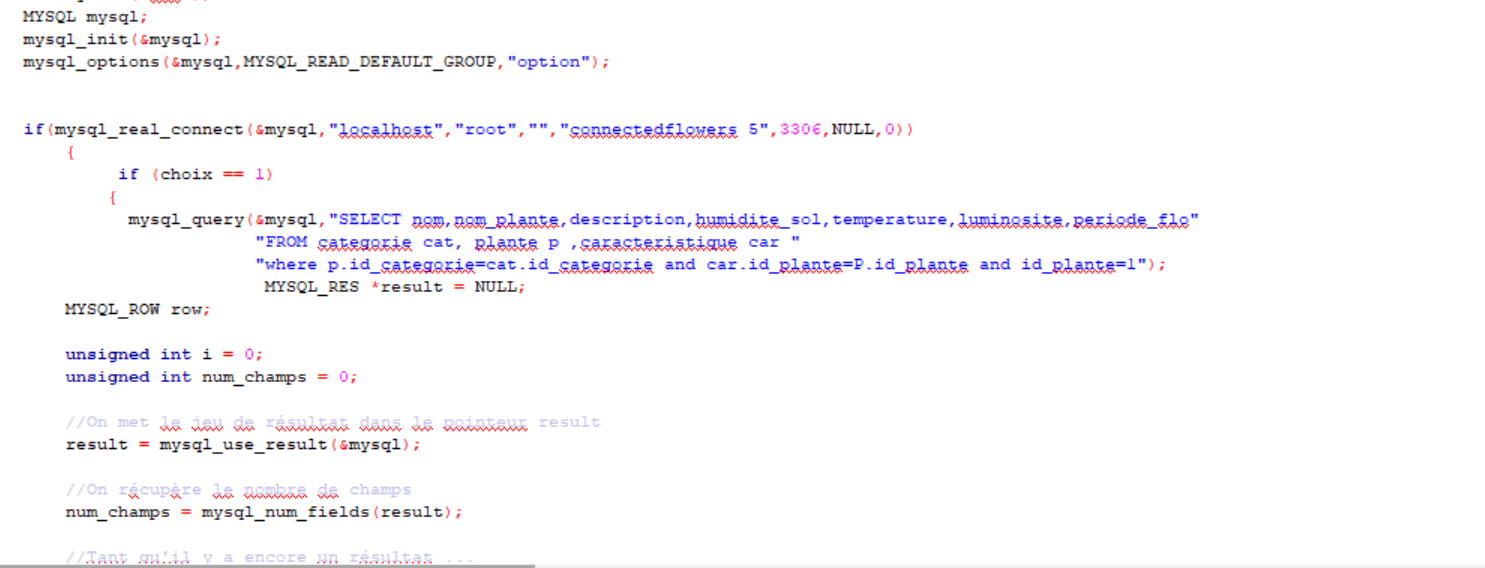 MYSQL mysql;
mysql_init(&mysql);
mysql_options(&mysql,MYSQL_READ_DEFAULT_GROUP,"option");
if(mysql_real_connect(&mysql,"localhost","root","","connectedflowers 5",3306,NULL,0))
{
if (choix == 1)
{
mysql_query(&mysql,"SELECT nom,nom_plante,description,humidite_sol,temperature,luminosite,periode_flo"
"FROM categorie cat, plante p ,caracteristique car "
"where p.id_categorie=cat.id_categorie and car.id_plante=P.id_plante and id_plante=1");
MYSQL_RES *result = NULL;
MYSQL_ROW row;
unsigned int i = 0;
unsigned int num_champs = 0;
//On met le jeu de résultat dans le pointeur result
result = mysql_use_result(&mysql);
//On récupère le nombre de champs
num_champs = mysql_num_fields(result);
//Tant qu'il y a encore un résultat ...